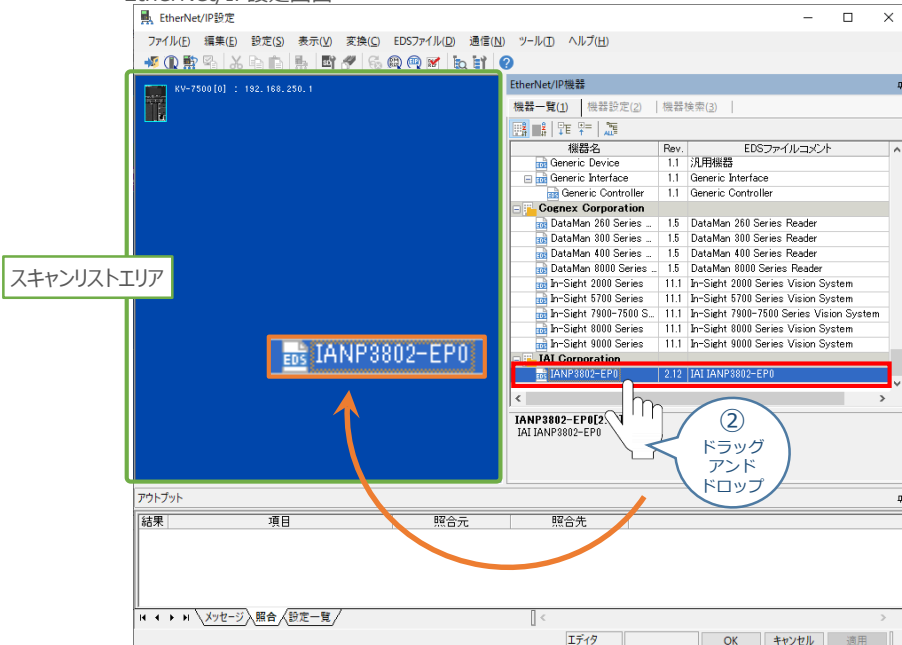 EtherNet/IP設定
ファイル(F) 編集(E) 設定(S) 表示(V) 変換(C) EDSファイル(D) 通信(N) ツール(T) ヘルプ(H)
KV-7500[0] : 192.168.250.1
スキャンリストエリア
IANP3802-EP0
EtherNet/IP機器
機器一覧(1) 機器設定(2) 機器検索(3)
機器名 Rev. EDSファイルコメント
Generic Device 1.1 汎用機器
Generic Interface 1.1 Generic Interface
Generic Controller 1.1 Generic Controller
Cognex Corporation
DataMan 260 Series ... 1.5 DataMan 260 Series Reader
DataMan 300 Series ... 1.5 DataMan 300 Series Reader
DataMan 400 Series ... 1.5 DataMan 400 Series Reader
DataMan 8000 Series ... 1.5 DataMan 8000 Series Reader
In-Sight 2000 Series 11.1 In-Sight 2000 Series Vision System
In-Sight 5700 Series 11.1 In-Sight 5700 Series Vision System
In-Sight 7900-7500 S... 11.1 In-Sight 7900-7500 Series Vision System
In-Sight 8000 Series 11.1 In-Sight 8000 Series Vision System
In-Sight 9000 Series 11.1 In-Sight 9000 Series Vision System
IAI Corporation
IANP3802-EP0 2.12 IAI IANP3802-EP0
IANP3802-EP0[2.
IAI IANP3802-EP0
②
ドラッグ
アンド
ドロップ
アウトプット
結果 項目 照合元 照合先
メッセージ 照合 設定一覧
エディタ OK キャンセル 適用